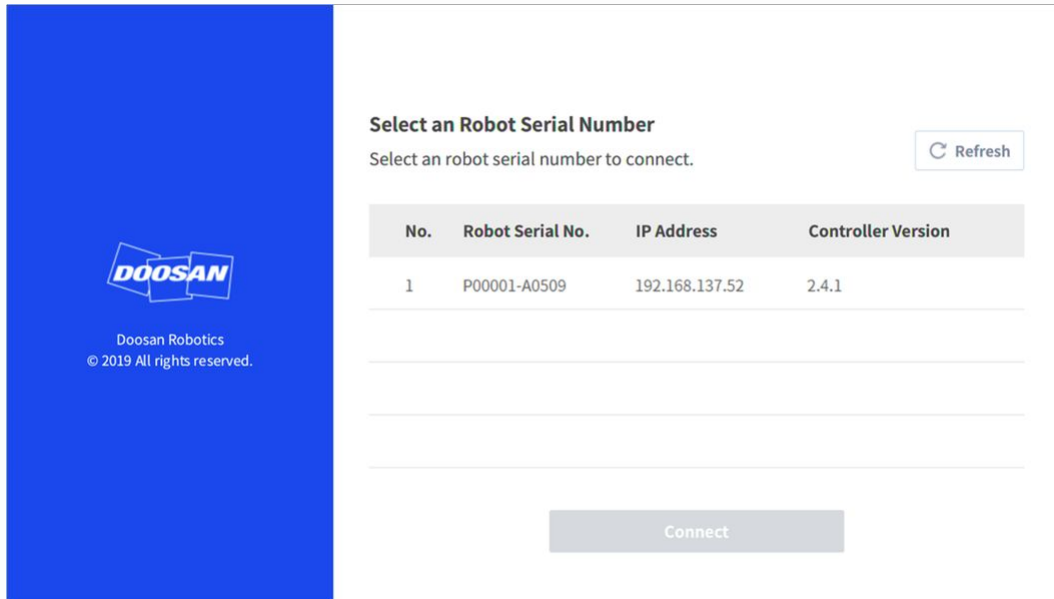 DOOSAN
Doosan Robotics
© 2019 All rights reserved.
Select an Robot Serial Number
Select an robot serial number to connect.
Refresh
No. Robot Serial No. IP Address Controller Version
1 P00001-A0509 192.168.137.52 2.4.1
Connect